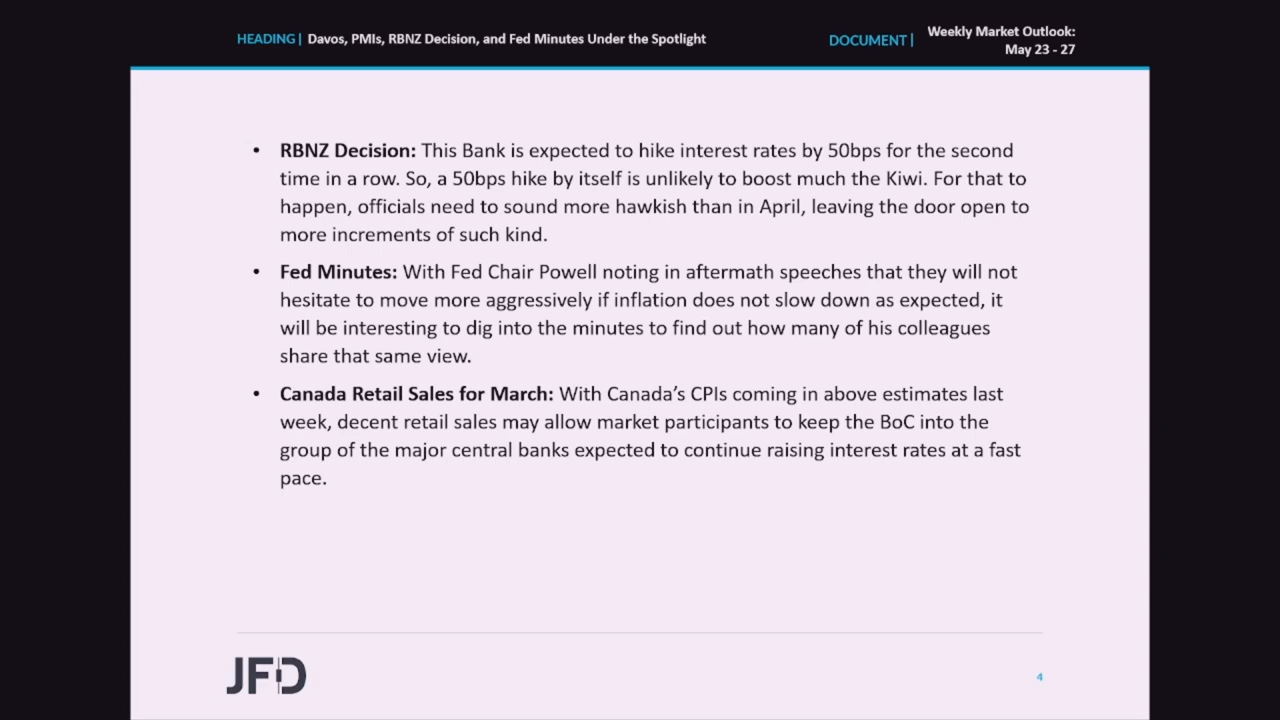 HEADING | Davos, PMIs, RBNZ Decision, and Fed Minutes Under the Spotlight
DOCUMENT | Weekly Market Outlook:
May 23 - 27
• RBNZ Decision: This Bank is expected to hike interest rates by 50bps for the second
time in a row. So, a 50bps hike by itself is unlikely to boost much the Kiwi. For that to
happen, officials need to sound more hawkish than in April, leaving the door open to
more increments of such kind.
• Fed Minutes: With Fed Chair Powell noting in aftermath speeches that they will not
hesitate to move more aggressively if inflation does not slow down as expected, it
will be interesting to dig into the minutes to find out how many of his colleagues
share that same view.
• Canada Retail Sales for March: With Canada’s CPIs coming in above estimates last
week, decent retail sales may allow market participants to keep the BoC into the
group of the major central banks expected to continue raising interest rates at a fast
pace.
JFD
4